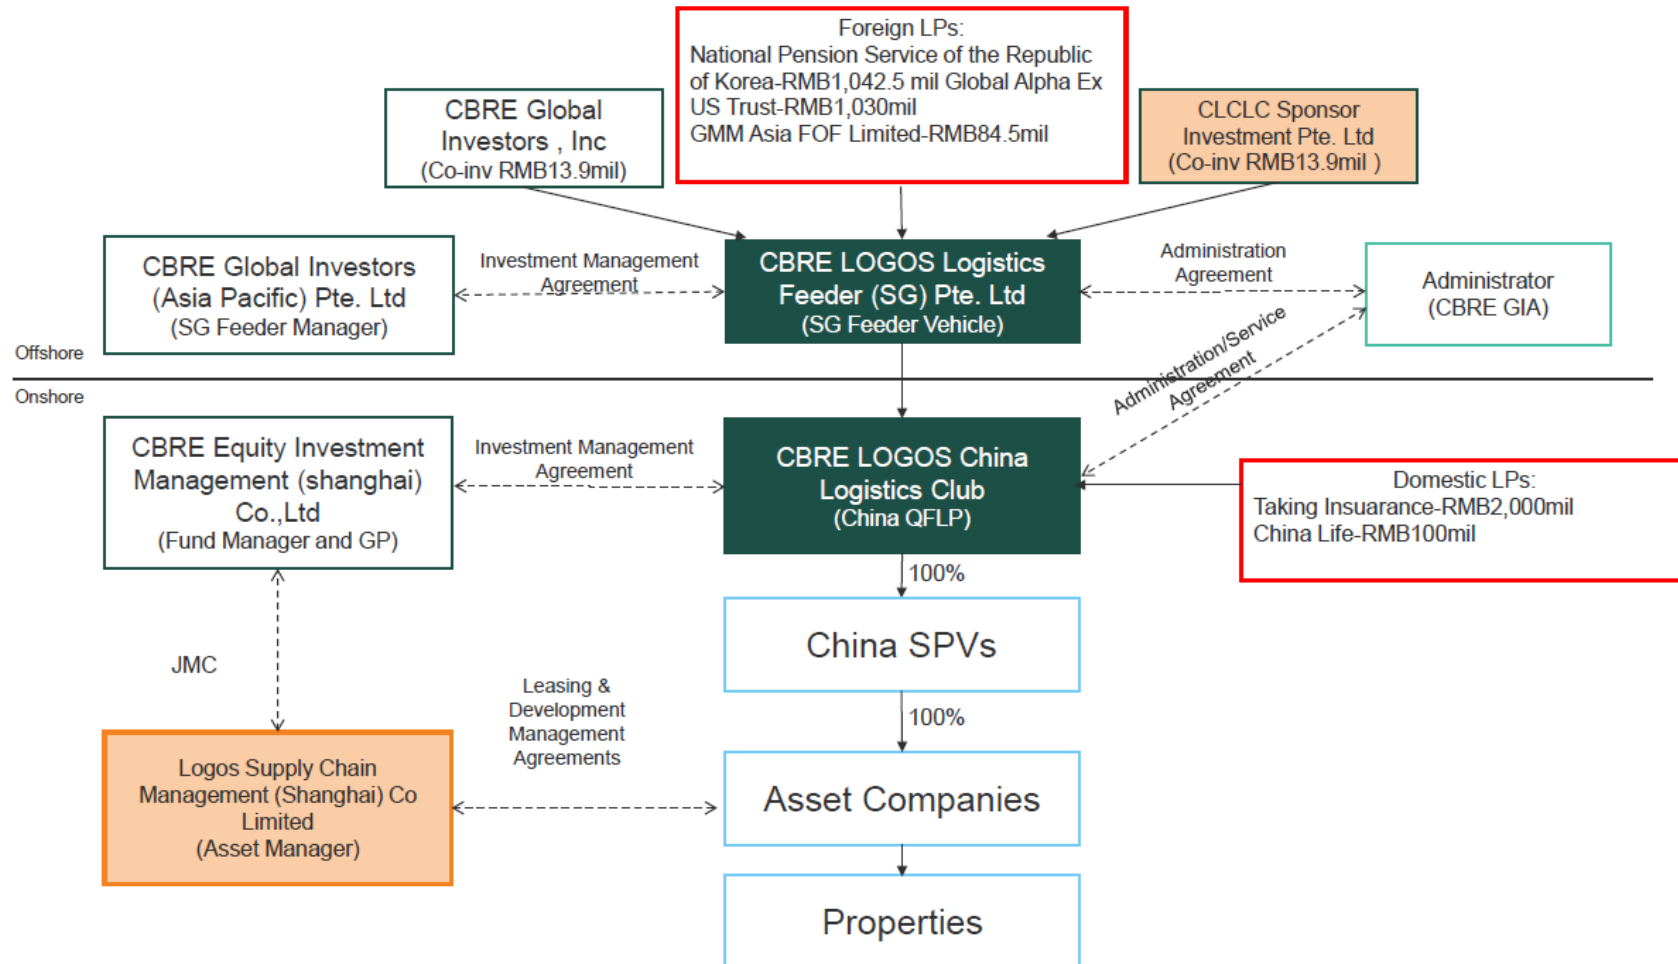 Foreign LPs:
National Pension Service of the Republic
of Korea-RMB1,042.5 mil Global Alpha Ex
US Trust-RMB1,030mil
GMM Asia FOF Limited-RMB84.5mil
CBRE Global
Investors , Inc
(Co-inv RMB13.9mil)
CLCLC Sponsor
Investment Pte. Ltd
(Co-inv RMB13.9mil )
CBRE Global Investors
(Asia Pacific) Pte. Ltd
(SG Feeder Manager)
Investment Management
Agreement
CBRE LOGOS Logistics
Feeder (SG) Pte. Ltd
(SG Feeder Vehicle)
Administration
Agreement
Administrator
(CBRE GIA)
Offshore
Onshore
Administration/Service
Agreement
CBRE Equity Investment
Management (shanghai)
Co.,Ltd
(Fund Manager and GP)
Investment Management
Agreement
CBRE LOGOS China
Logistics Club
(China QFLP)
Domestic LPs:
Taking Insuarance-RMB2,000mil
China Life-RMB100mil
100%
China SPVs
JMC
Leasing &
Development
Management
Agreements
100%
Logos Supply Chain
Management (Shanghai) Co
Limited
(Asset Manager)
Asset Companies
Properties